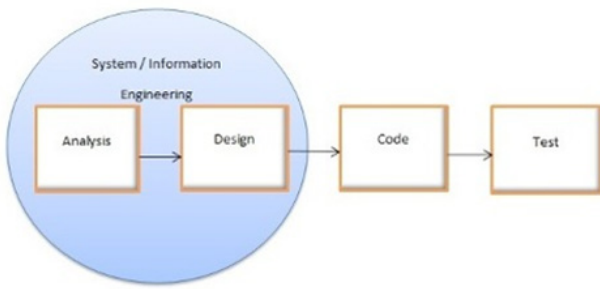 System / Information
Engineering
Analysis
Design
Code
Test